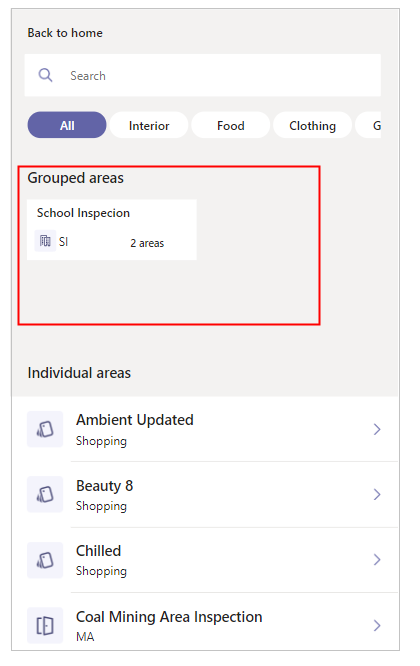 Back to home
Search
All Interior Food Clothing G
Grouped areas
School Inspecion
SI 2 areas
Individual areas
Ambient Updated
Shopping
Beauty 8
Shopping
Chilled
Shopping
Coal Mining Area Inspection
MA